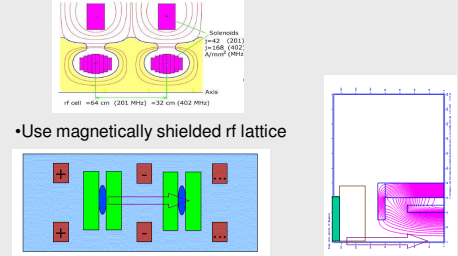 Solenoids
j=42 (201)
j=168 (402)
A/mm² (MHz)
Axis
rf cell =64 cm (201 MHz) =32 cm (402 MHz)
•Use magnetically shielded rf lattice
+ - ...
+ - ...